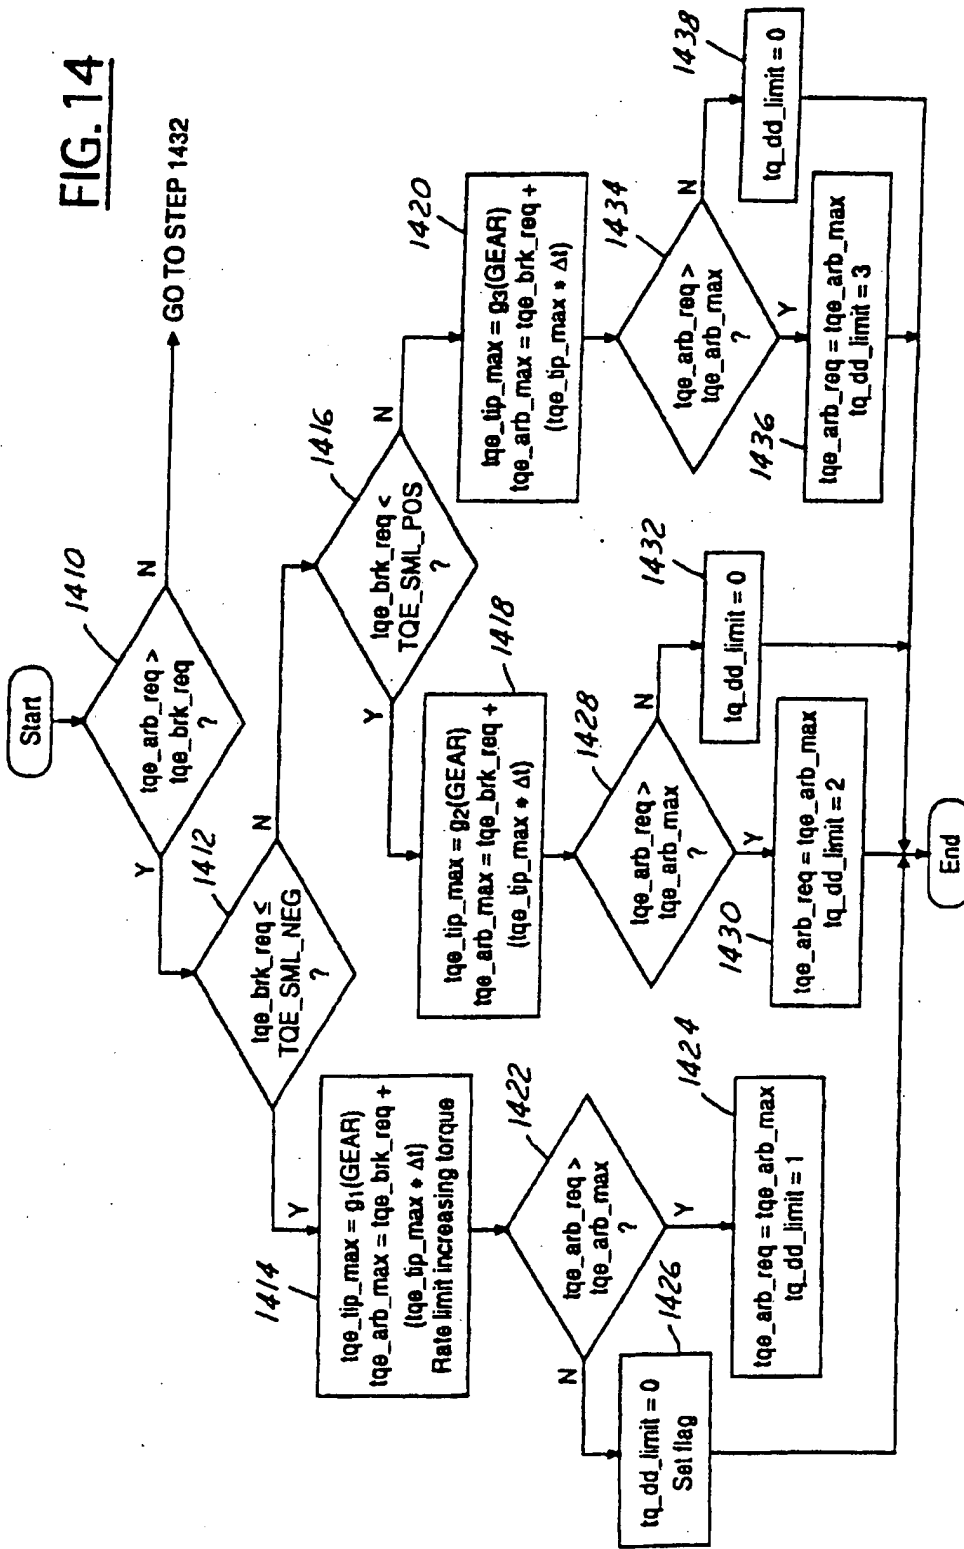 FIG. 14
Start
1410
tqe_arb_req >
tqe_brk_req
?
N
GO TO STEP 1432
Y
1412
tqe_brk_req ≤
TQE_SML_NEG
?
N
Y
1416
tqe_brk_req <
TQE_SML_POS
?
N
Y
1414
tqe_tip_max = g1(GEAR)
tqe_arb_max = tqe_brk_req +
(tqe_tip_max * Δt)
Rate limit increasing torque
1418
tqe_tip_max = g2(GEAR)
tqe_arb_max = tqe_brk_req +
(tqe_tip_max * Δt)
1420
tqe_tip_max = g3(GEAR)
tqe_arb_max = tqe_brk_req +
(tqe_tip_max * Δt)
1422
tqe_arb_req >
tqe_arb_max
?
N
Y
1428
tqe_arb_req >
tqe_arb_max
?
N
Y
1434
tqe_arb_req >
tqe_arb_max
?
N
Y
1426
tq_dd_limit = 0
Set flag
1424
tqe_arb_req = tqe_arb_max
tq_dd_limit = 1
1430
tqe_arb_req = tqe_arb_max
tq_dd_limit = 2
1432
tq_dd_limit = 0
1436
tqe_arb_req = tqe_arb_max
tq_dd_limit = 3
1438
tq_dd_limit = 0
End